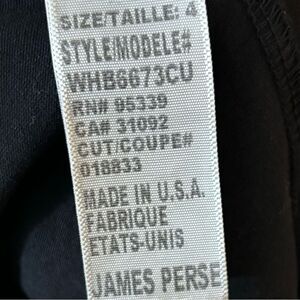 SIZE/TAILLE: 4
STYLE/MODELE#
WHB6673CU
RN# 95339
CA# 31092
CUT/COUPE#
018833
MADE IN U.S.A.
FABRIQUE
ETATS-UNIS
JAMES PERSE